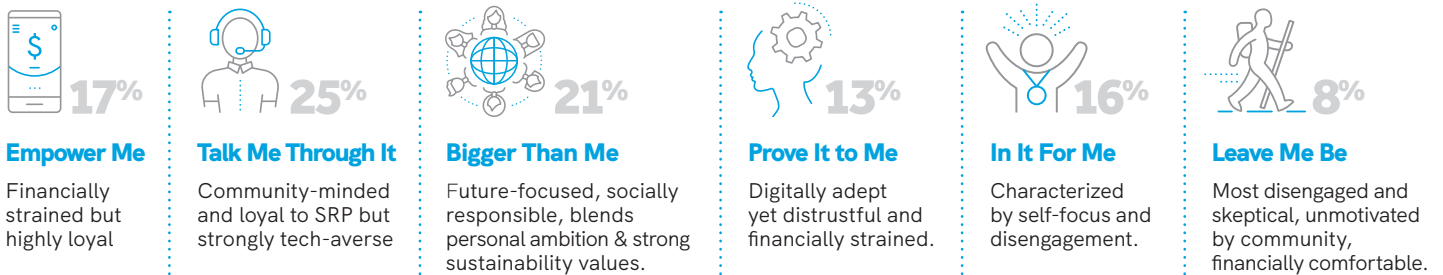 $
17%
Empower Me
Financially
strained but
highly loyal
25%
Talk Me Through It
Community-minded
and loyal to SRP but
strongly tech-averse
21%
Bigger Than Me
Future-focused, socially
responsible, blends
personal ambition & strong
sustainability values.
13%
Prove It to Me
Digitally adept
yet distrustful and
financially strained.
16%
In It For Me
Characterized
by self-focus and
disengagement.
8%
Leave Me Be
Most disengaged and
skeptical, unmotivated
by community,
financially comfortable.